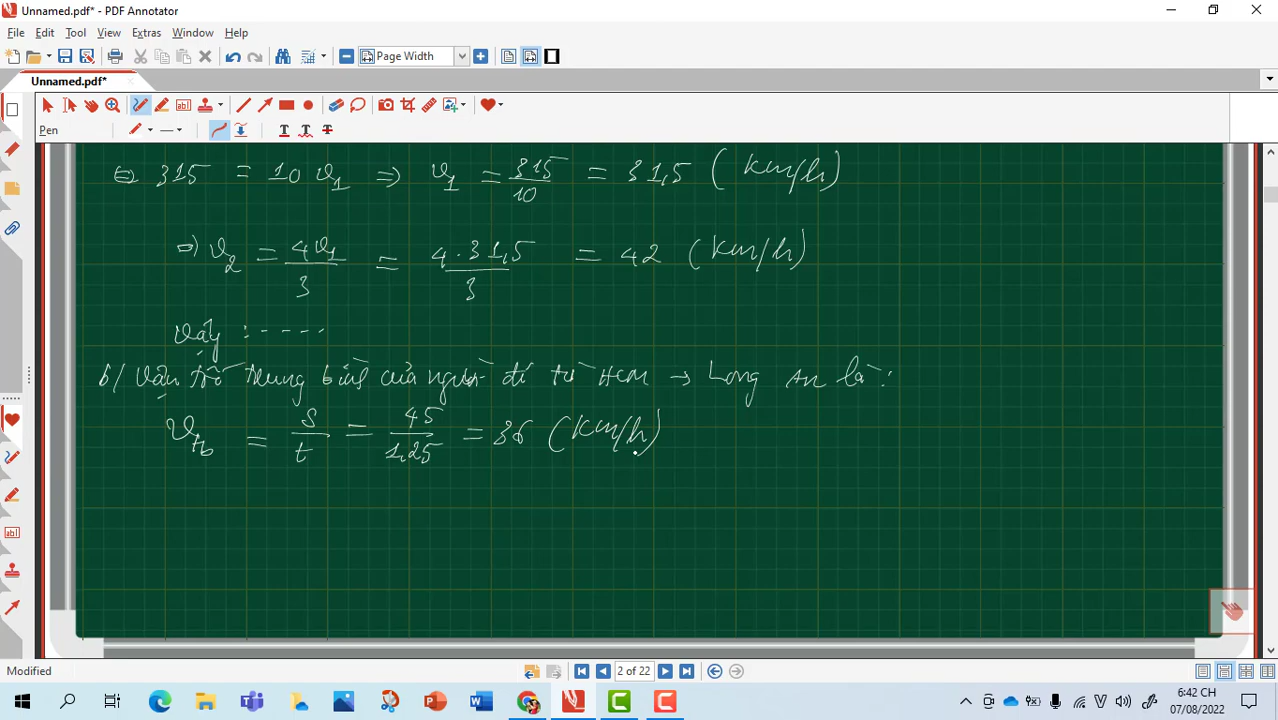 Unnamed.pdf* - PDF Annotator
File Edit Tool View Extras Window Help
Page Width
Unnamed.pdf*
Pen
⇔ 315 = 10 v1 ⇒ v1 = 315/10 = 31,5 (km/h)
⇒ v2 = 4v1/3 = 4.31,5/3 = 42 (km/h)
Vậy : ----
b/ Vận tốc trung bình của người đi từ HCM → Long An là :
vtb = s/t = 45/1,25 = 36 (km/h)
Modified
2 of 22
6:42 CH
07/08/2022